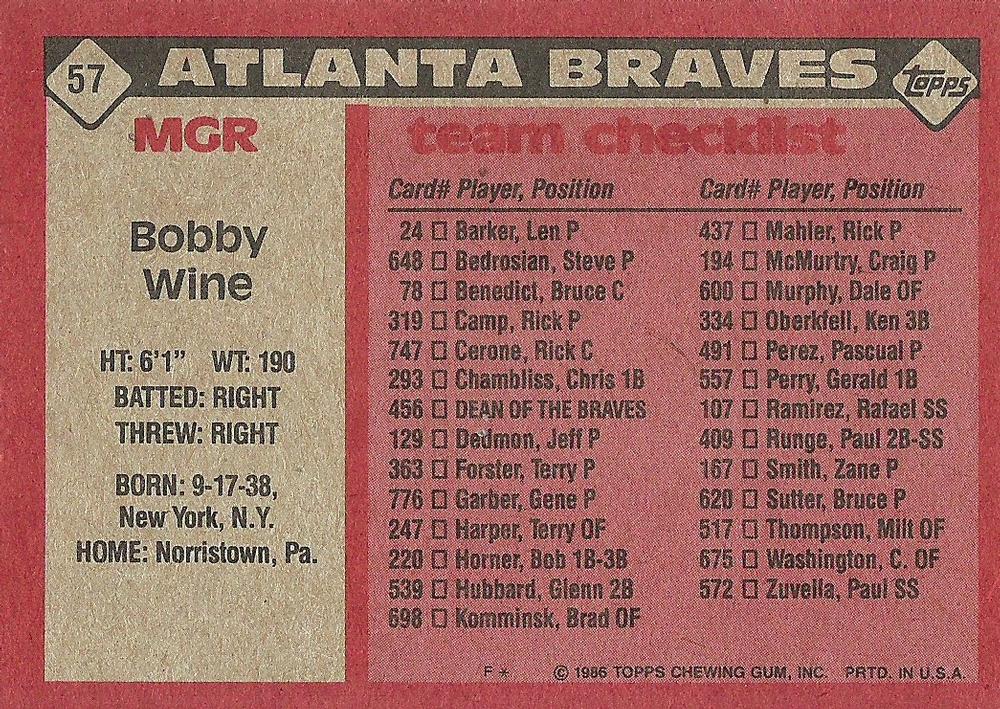 57
ATLANTA BRAVES
TOPPS
MGR
Bobby
Wine
HT: 6'1" WT: 190
BATTED: RIGHT
THREW: RIGHT
BORN: 9-17-38,
New York, N.Y.
HOME: Norristown, Pa.
team checklist
Card# Player, Position
24 □ Barker, Len P
648 □ Bedrosian, Steve P
78 □ Benedict, Bruce C
319 □ Camp, Rick P
747 □ Cerone, Rick C
293 □ Chambliss, Chris 1B
456 □ DEAN OF THE BRAVES
129 □ Dedmon, Jeff P
363 □ Forster, Terry P
776 □ Garber, Gene P
247 □ Harper, Terry OF
220 □ Horner, Bob 1B-3B
539 □ Hubbard, Glenn 2B
698 □ Komminsk, Brad OF
Card# Player, Position
437 □ Mahler, Rick P
194 □ McMurtry, Craig P
600 □ Murphy, Dale OF
334 □ Oberkfell, Ken 3B
491 □ Perez, Pascual P
557 □ Perry, Gerald 1B
107 □ Ramirez, Rafael SS
409 □ Runge, Paul 2B-SS
167 □ Smith, Zane P
620 □ Sutter, Bruce P
517 □ Thompson, Milt OF
675 □ Washington, C. OF
572 □ Zuvella, Paul SS
F * © 1986 TOPPS CHEWING GUM, INC. PRTD. IN U.S.A.